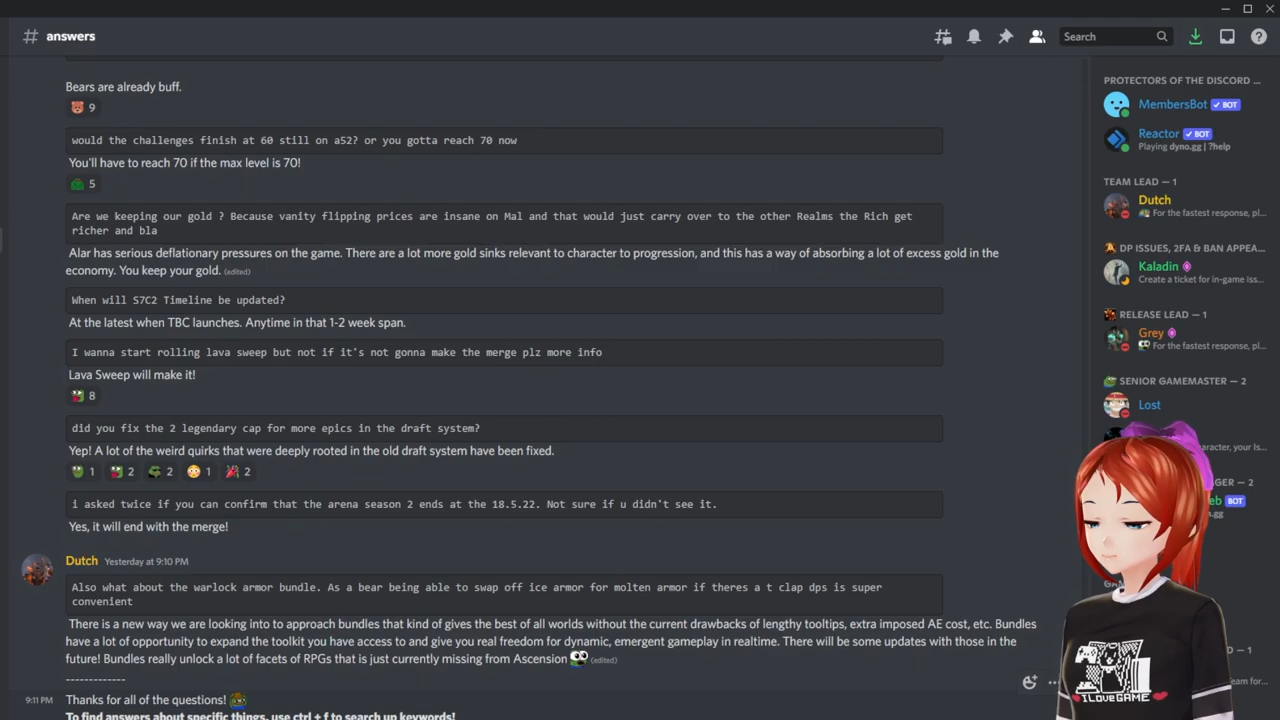 answers
Search
Bears are already buff.
9
would the challenges finish at 60 still on a52? or you gotta reach 70 now
You'll have to reach 70 if the max level is 70!
5
Are we keeping our gold ? Because vanity flipping prices are insane on Mal and that would just carry over to the other Realms the Rich get
richer and bla
Alar has serious deflationary pressures on the game. There are a lot more gold sinks relevant to character to progression, and this has a way of absorbing a lot of excess gold in the
economy. You keep your gold. (edited)
When will S7C2 Timeline be updated?
At the latest when TBC launches. Anytime in that 1-2 week span.
I wanna start rolling lava sweep but not if it's not gonna make the merge plz more info
Lava Sweep will make it!
8
did you fix the 2 legendary cap for more epics in the draft system?
Yep! A lot of the weird quirks that were deeply rooted in the old draft system have been fixed.
1 2 2 1 2
i asked twice if you can confirm that the arena season 2 ends at the 18.5.22. Not sure if u didn't see it.
Yes, it will end with the merge!
Dutch Yesterday at 9:10 PM
Also what about the warlock armor bundle. As a bear being able to swap off ice armor for molten armor if theres a t clap dps is super
convenient
There is a new way we are looking into to approach bundles that kind of gives the best of all worlds without the current drawbacks of lengthy tooltips, extra imposed AE cost, etc. Bundles
have a lot of opportunity to expand the toolkit you have access to and give you real freedom for dynamic, emergent gameplay in realtime. There will be some updates with those in the
future! Bundles really unlock a lot of facets of RPGs that is just currently missing from Ascension (edited)
-------------
9:11 PM Thanks for all of the questions!
To find answers about specific things, use ctrl + f to search up keywords!
PROTECTORS OF THE DISCORD ...
MembersBot BOT
Reactor BOT
Playing dyno.gg | ?help
TEAM LEAD — 1
Dutch
For the fastest response, pl...
DP ISSUES, 2FA & BAN APPEA...
Kaladin
Create a ticket for in-game iss...
RELEASE LEAD — 1
Grey
For the fastest response, pl...
SENIOR GAMEMASTER — 2
Lost
BOT
I LOVE GAME